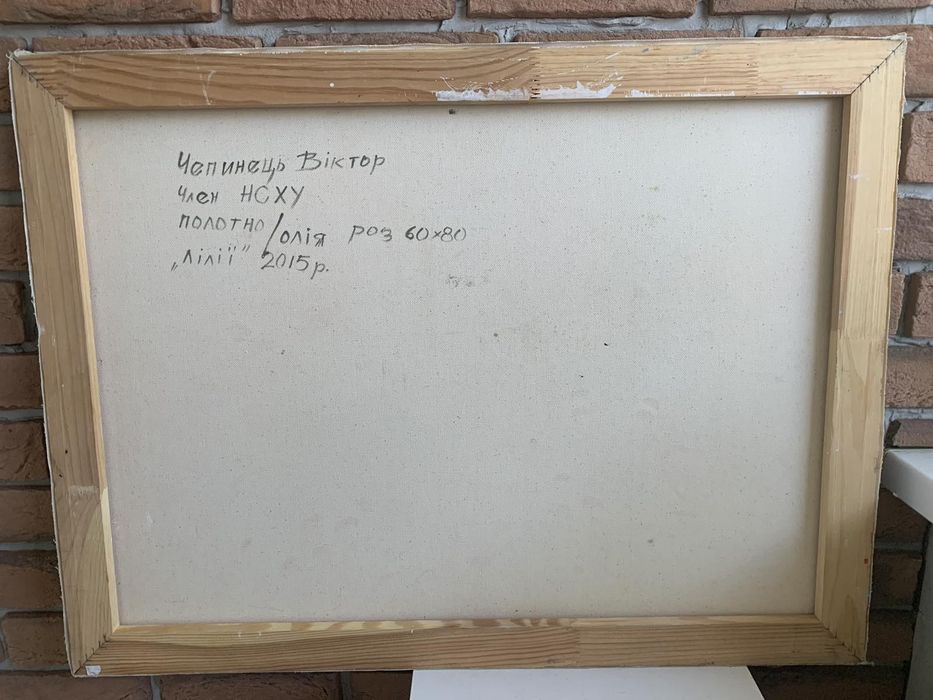 Чепинець Віктор
Член НСХУ
полотно/олія роз 60×80
„Лілії" 2015р.